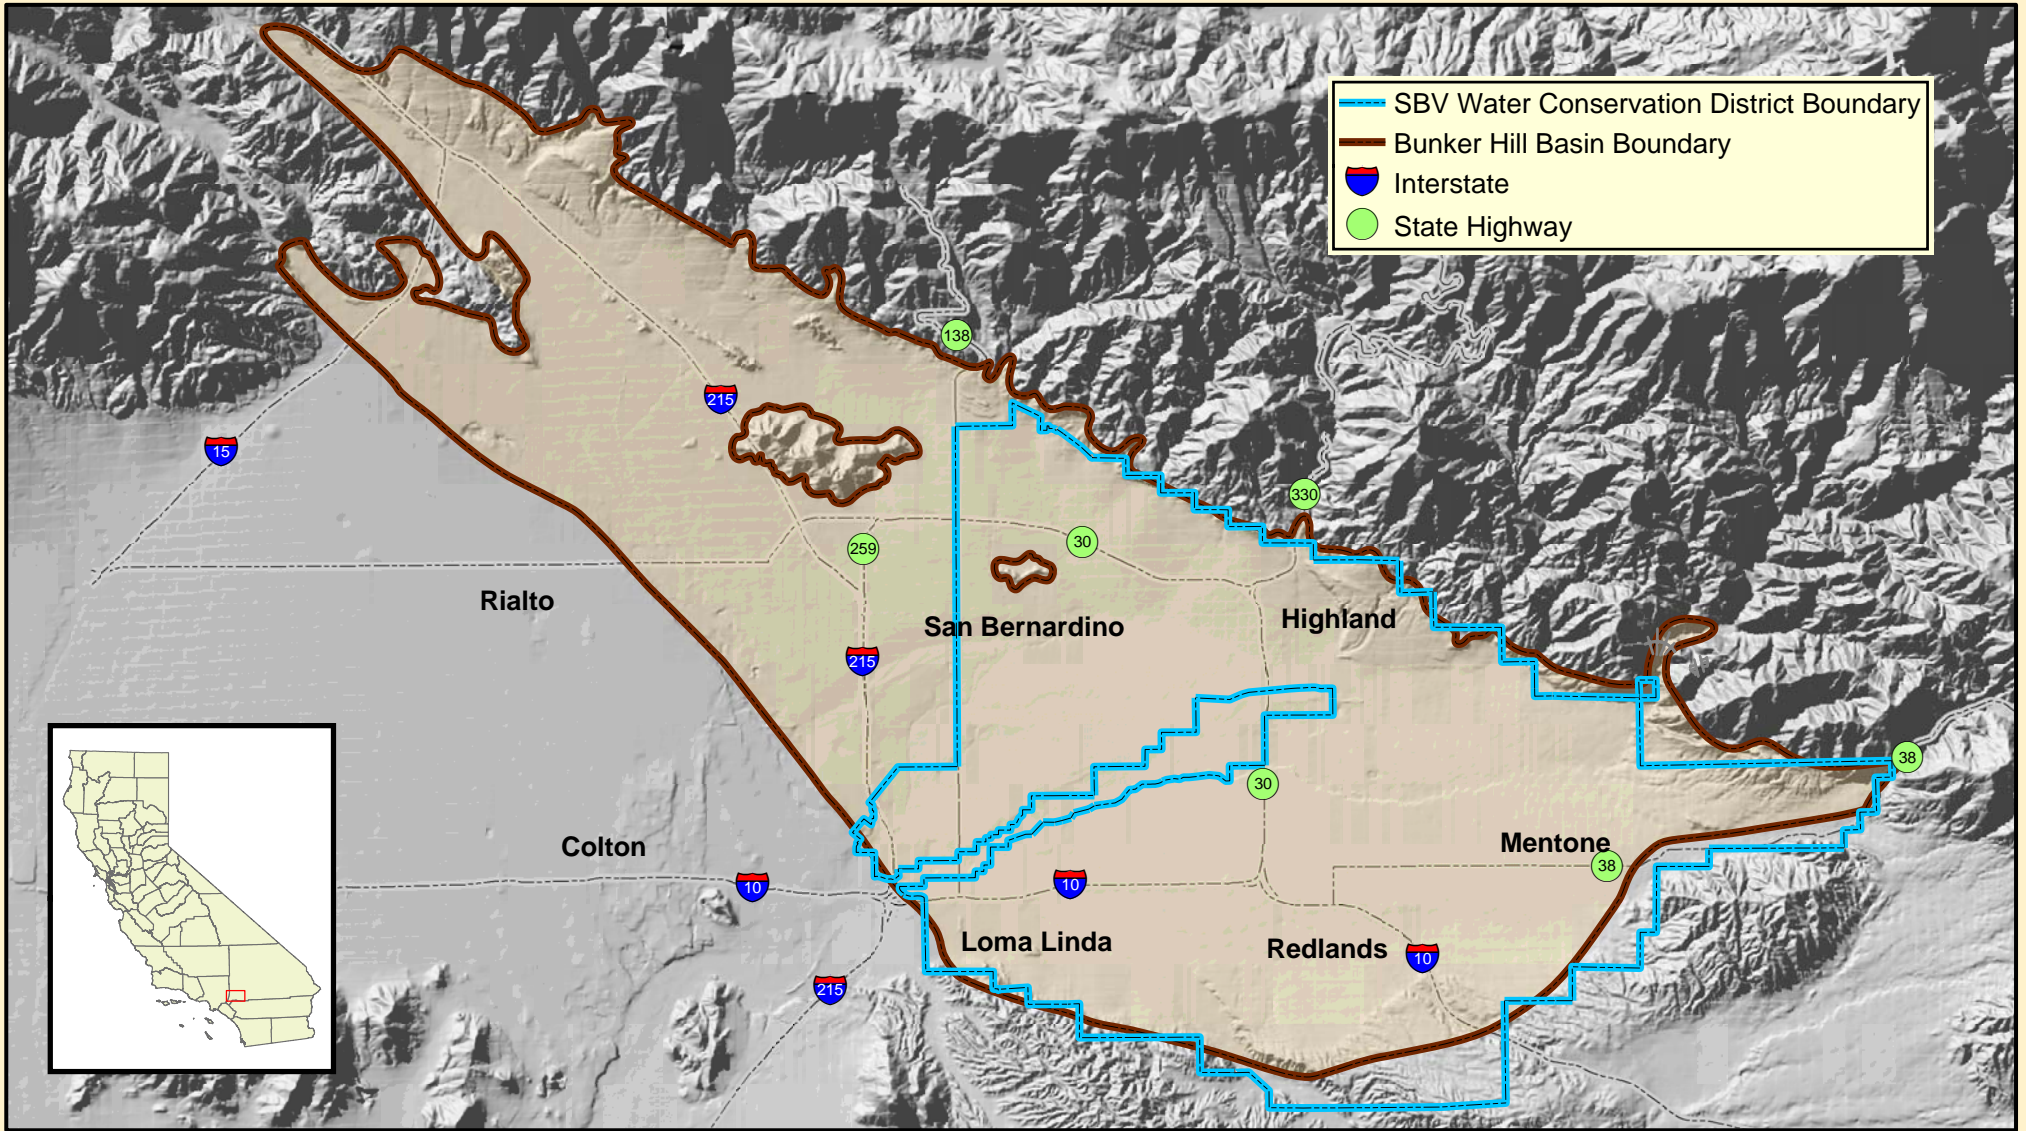 SBV Water Conservation District Boundary
Bunker Hill Basin Boundary
Interstate
State Highway
138
215
15
330
259
30
Rialto
San Bernardino
Highland
215
38
30
Colton
Mentone
38
10
10
Loma Linda
Redlands
10
215